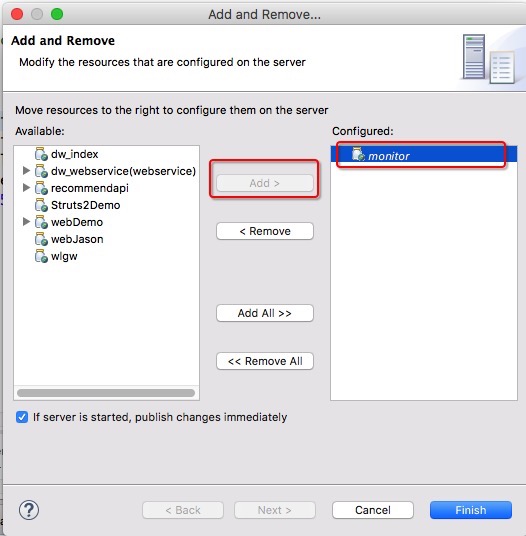 Add and Remove...
Add and Remove
Modify the resources that are configured on the server
Move resources to the right to configure them on the server
Available:
Configured:
dw_index
dw_webservice(webservice)
recommendapi
Struts2Demo
webDemo
webJason
wlgw
monitor
Add >
< Remove
Add All >>
<< Remove All
If server is started, publish changes immediately
?
< Back
Next >
Cancel
Finish